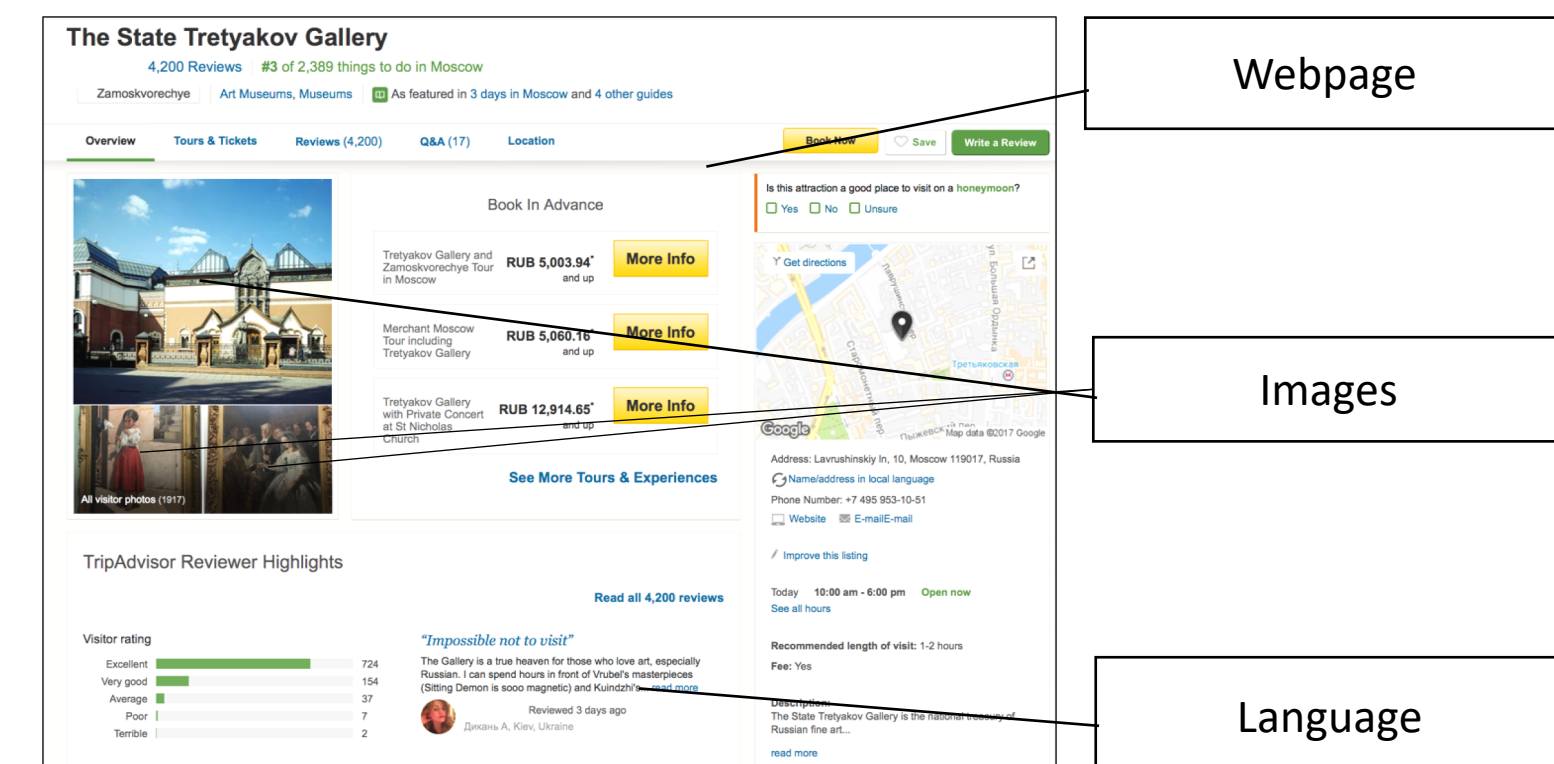 The State Tretyakov Gallery
4,200 Reviews #3 of 2,389 things to do in Moscow
Zamoskvorechye Art Museums, Museums As featured in 3 days in Moscow and 4 other guides
Overview Tours & Tickets Reviews (4,200) Q&A (17) Location Book Now Save Write a Review
All visitor photos (1917)
Book In Advance
Tretyakov Gallery and
Zamoskvorechye Tour
in Moscow
RUB 5,003.94*
and up
More Info
Merchant Moscow
Tour including
Tretyakov Gallery
RUB 5,060.16*
and up
More Info
Tretyakov Gallery
with Private Concert
at St Nicholas
Church
RUB 12,914.65*
and up
More Info
See More Tours & Experiences
Is this attraction a good place to visit on a honeymoon?
Yes No Unsure
Get directions
ул. Большая Ордынка
Старомонетный пер.
Третьяковская
Google
Map data ©2017 Google
Address: Lavrushinskiy ln, 10, Moscow 119017, Russia
Name/address in local language
Phone Number: +7 495 953-10-51
Website E-mailE-mail
Improve this listing
Today 10:00 am - 6:00 pm Open now
See all hours
Recommended length of visit: 1-2 hours
Fee: Yes
Description:
The State Tretyakov Gallery is the national treasury of
Russian fine art...
read more
TripAdvisor Reviewer Highlights
Read all 4,200 reviews
Visitor rating
Excellent 724
Very good 154
Average 37
Poor 7
Terrible 2
“Impossible not to visit”
The Gallery is a true heaven for those who love art, especially
Russian. I can spend hours in front of Vrubel's masterpieces
(Sitting Demon is sooo magnetic) and Kuindzhi's... read more
Reviewed 3 days ago
Дикань А, Kiev, Ukraine
Webpage
Images
Language